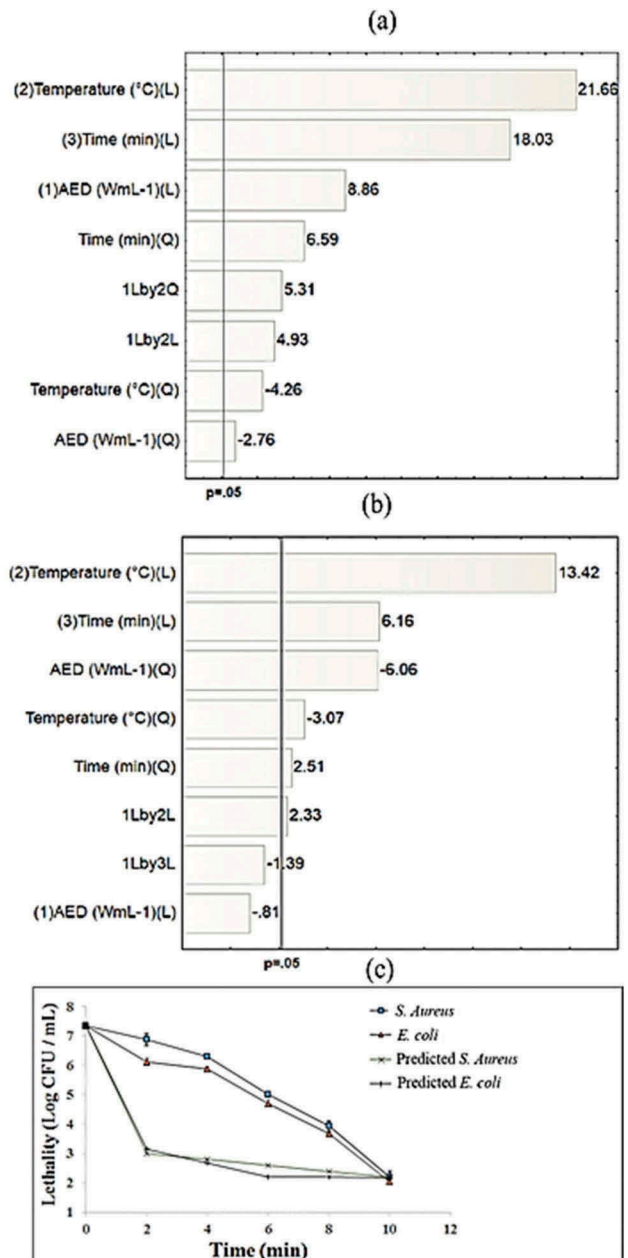 (a)
(2)Temperature (°C)(L) 21.66
(3)Time (min)(L) 18.03
(1)AED (WmL-1)(L) 8.86
Time (min)(Q) 6.59
1Lby2Q 5.31
1Lby2L 4.93
Temperature (°C)(Q) -4.26
AED (WmL-1)(Q) -2.76
p=.05
(b)
(2)Temperature (°C)(L) 13.42
(3)Time (min)(L) 6.16
AED (WmL-1)(Q) -6.06
Temperature (°C)(Q) -3.07
Time (min)(Q) 2.51
1Lby2L 2.33
1Lby3L -1.39
(1)AED (WmL-1)(L) -.81
p=.05
(c)
Lethality (Log CFU / mL)
8
7
6
5
4
3
2
1
S. Aureus
E. coli
Predicted S. Aureus
Predicted E. coli
0 2 4 6 8 10 12
Time (min)